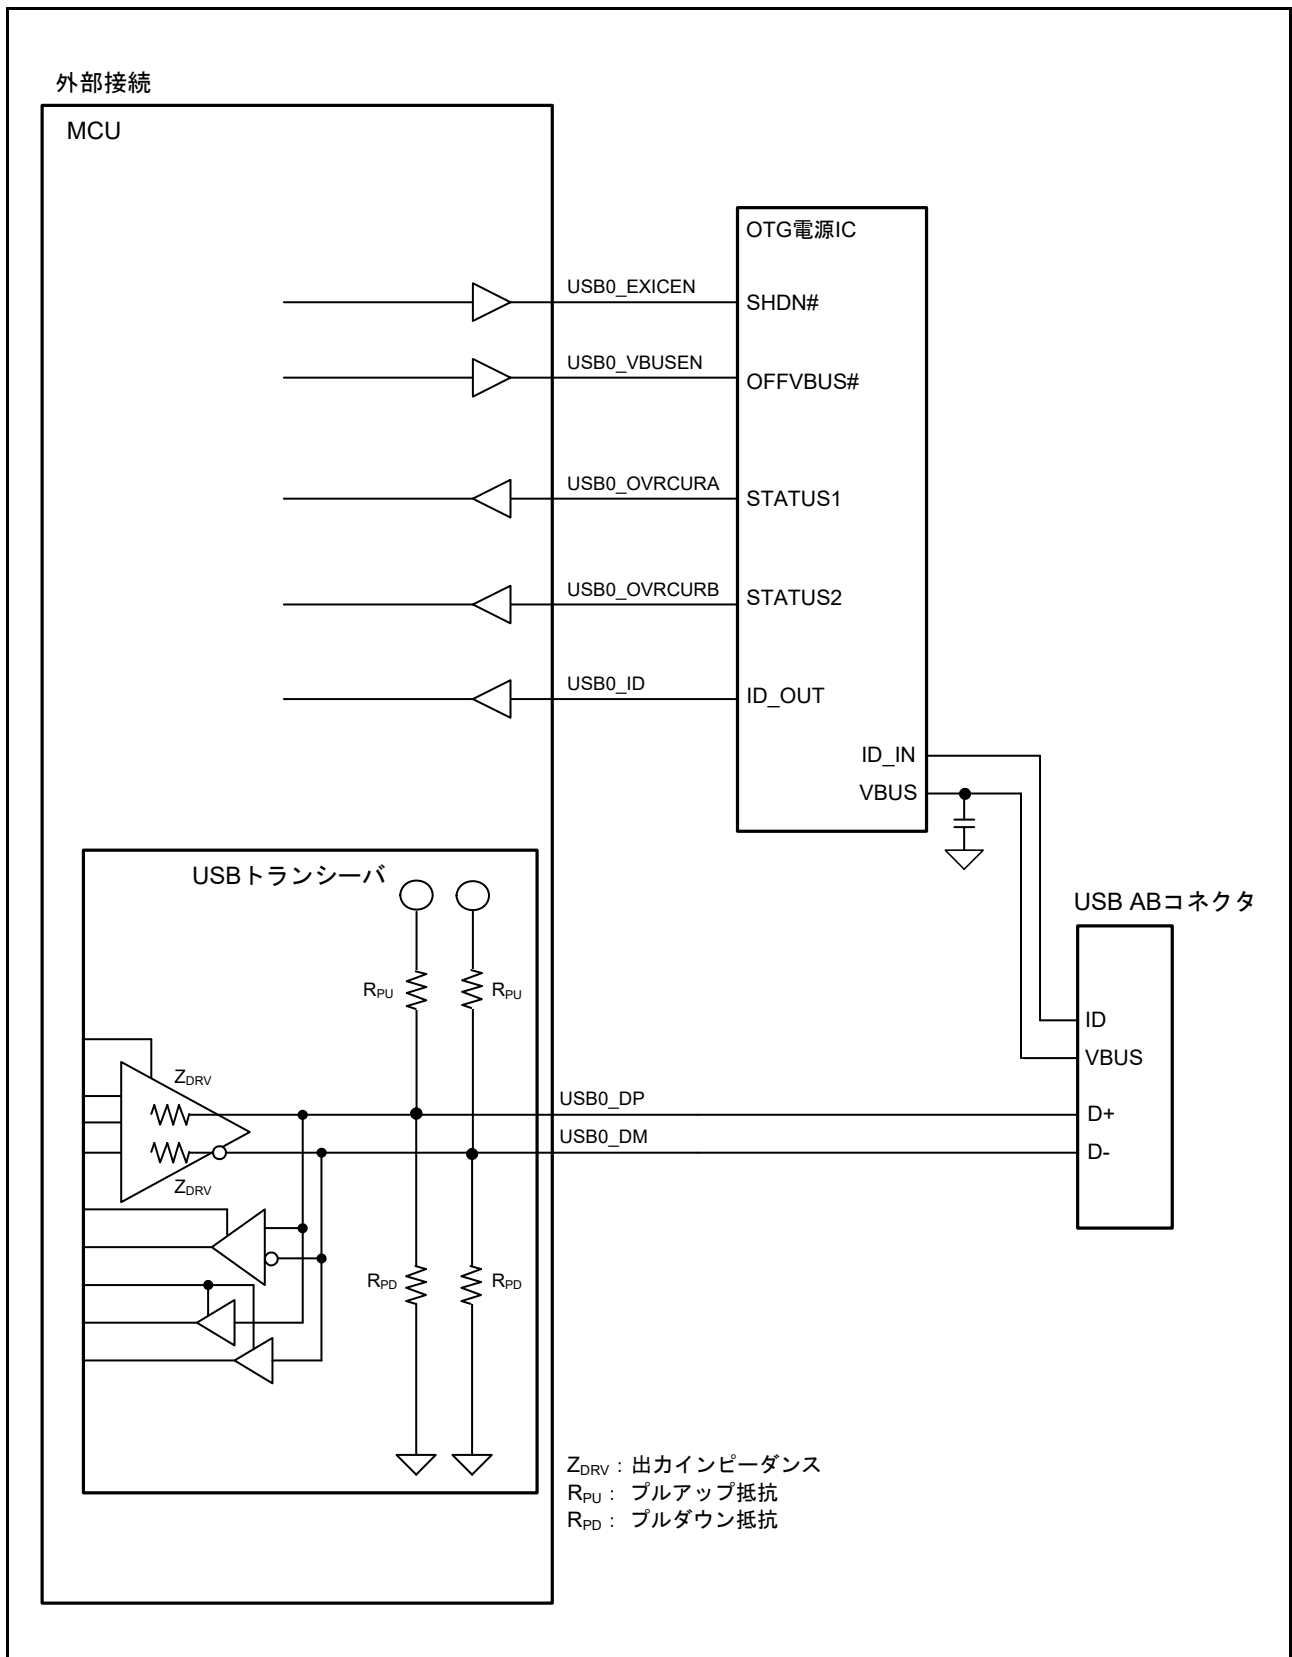 外部接続
MCU
OTG電源IC
USB0_EXICEN
SHDN#
USB0_VBUSEN
OFFVBUS#
USB0_OVRCURA
STATUS1
USB0_OVRCURB
STATUS2
USB0_ID
ID_OUT
ID_IN
VBUS
USBトランシーバ
USB ABコネクタ
RPU
RPU
ID
VBUS
ZDRV
USB0_DP
D+
USB0_DM
D-
ZDRV
RPD
RPD
ZDRV : 出力インピーダンス
RPU : プルアップ抵抗
RPD : プルダウン抵抗